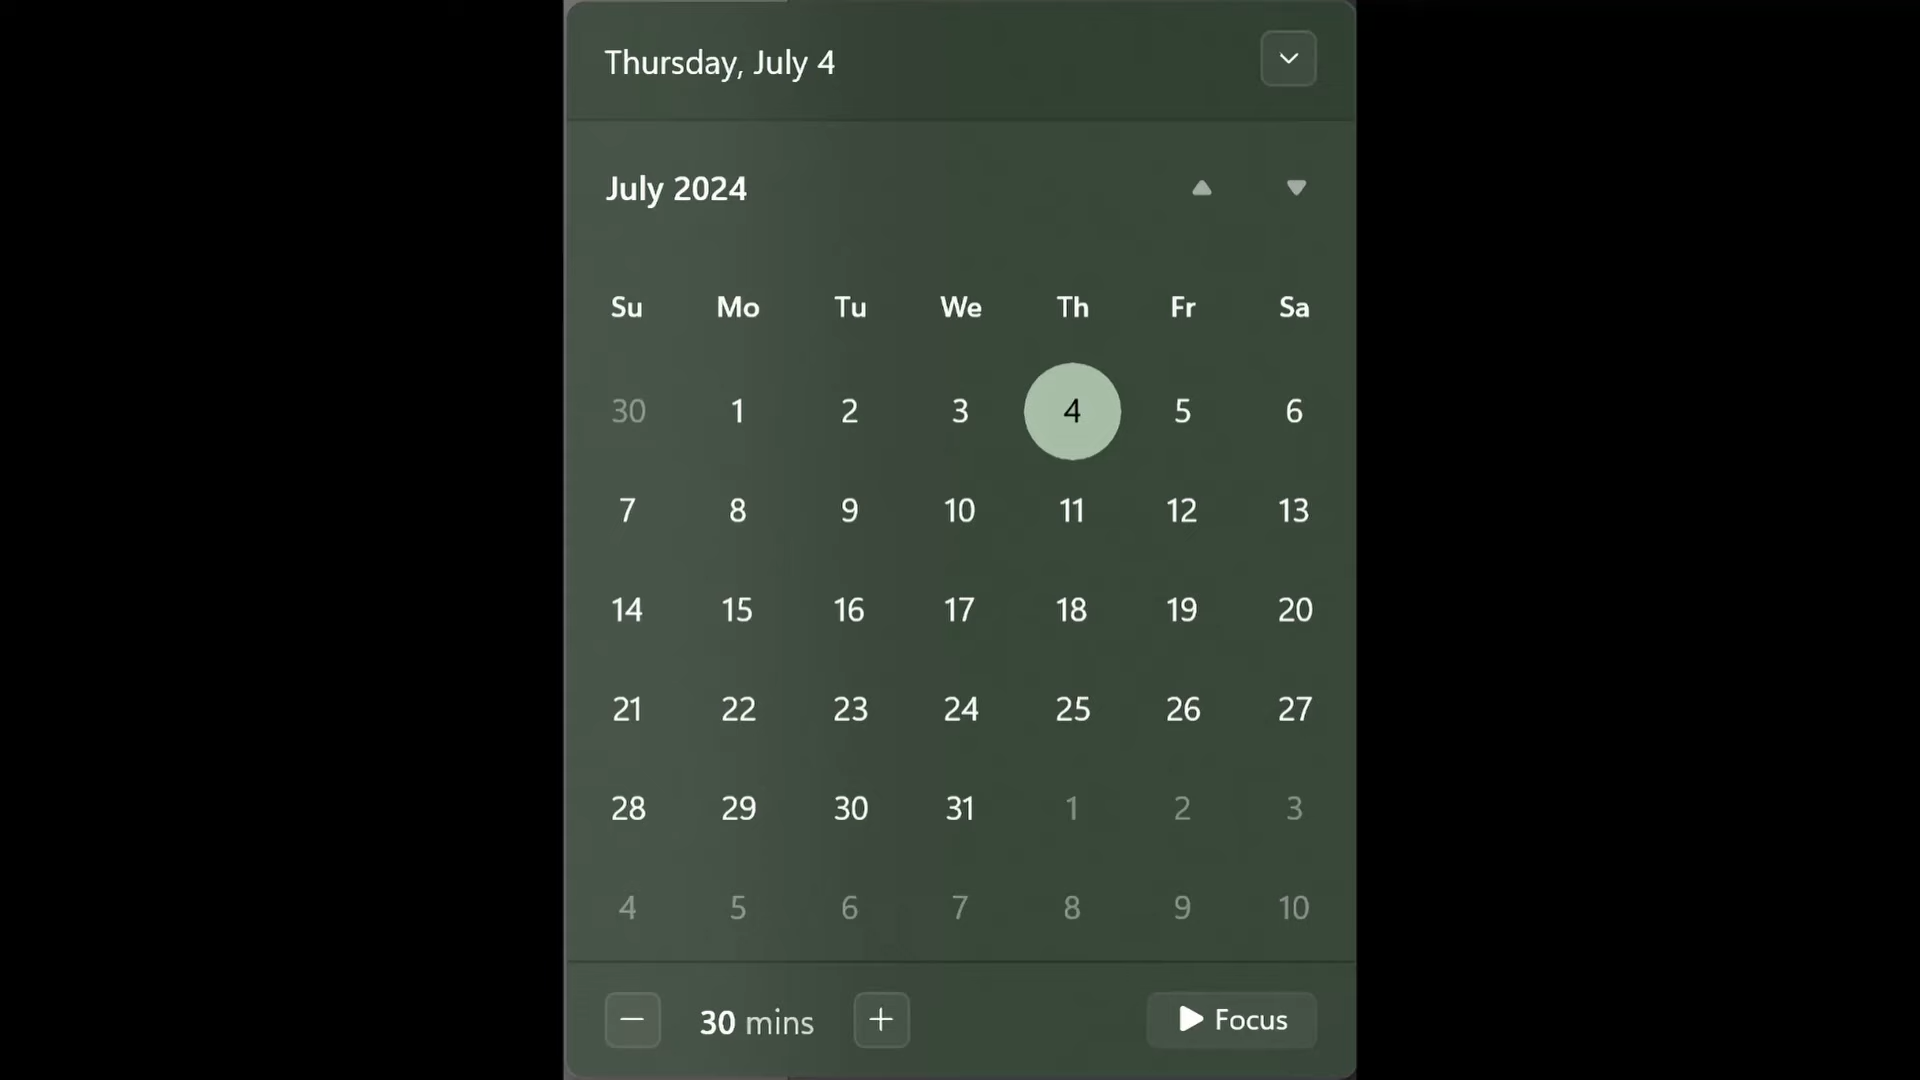 Thursday, July 4
July 2024
Su Mo Tu We Th Fr Sa
30 1 2 3 4 5 6
7 8 9 10 11 12 13
14 15 16 17 18 19 20
21 22 23 24 25 26 27
28 29 30 31 1 2 3
4 5 6 7 8 9 10
30 mins Focus